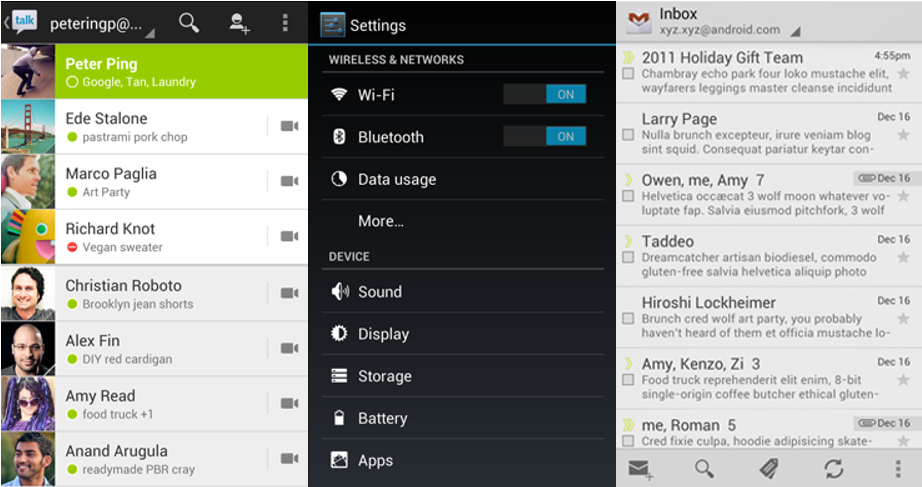 talk
peteringp@...
Peter Ping
Google, Tan, Laundry
Ede Stalone
pastrami pork chop
Marco Paglia
Art Party
Richard Knot
Vegan sweater
Christian Roboto
Brooklyn jean shorts
Alex Fin
DIY red cardigan
Amy Read
food truck +1
Anand Arugula
readymade PBR cray
Settings
WIRELESS & NETWORKS
Wi-Fi ON
Bluetooth ON
Data usage
More...
DEVICE
Sound
Display
Storage
Battery
Apps
Inbox
xyz.xyz@android.com
2011 Holiday Gift Team 4:55pm
Chambray echo park four loko mustache elit,
wayfarers leggings master cleanse incididunt
Larry Page Dec 16
Nulla brunch excepteur, irure veniam blog
sint squid. Consequat pariatur keytar con-
Owen, me, Amy 7 Dec 16
Helvetica occæcat 3 wolf moon whatever vo-
luptate fap. Salvia eiusmod pitchfork, 3 wolf
Taddeo Dec 16
Dreamcatcher artisan biodiesel, commodo
gluten-free salvia helvetica aliquip photo
Hiroshi Lockheimer Dec 16
Brunch cred wolf art party, you probably
haven't heard of them et officia mustache lo-
Amy, Kenzo, Zi 3 Dec 16
Food truck reprehenderit elit enim, 8-bit
single-origin coffee butcher ethical gluten-
me, Roman 5 Dec 16
Cred fixie culpa, hoodie adipisicing skate-